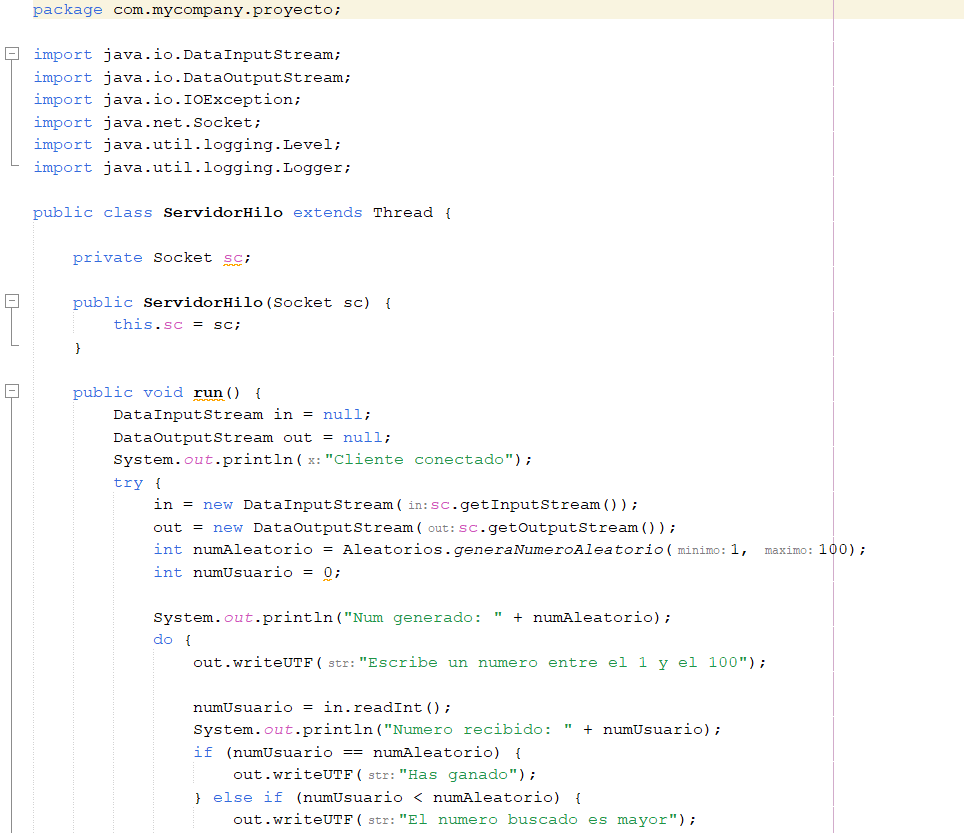 package com.mycompany.proyecto;
import java.io.DataInputStream;
import java.io.DataOutputStream;
import java.io.IOException;
import java.net.Socket;
import java.util.logging.Level;
import java.util.logging.Logger;
public class ServidorHilo extends Thread {
private Socket sc;
public ServidorHilo(Socket sc) {
this.sc = sc;
}
public void run() {
DataInputStream in = null;
DataOutputStream out = null;
System.out.println( x: "Cliente conectado");
try {
in = new DataInputStream( in: sc.getInputStream());
out = new DataOutputStream( out: sc.getOutputStream());
int numAleatorio = Aleatorios.generaNumeroAleatorio( minimo: 1, maximo: 100);
int numUsuario = 0;
System.out.println("Num generado: " + numAleatorio);
do {
out.writeUTF( str: "Escribe un numero entre el 1 y el 100");
numUsuario = in.readInt();
System.out.println("Numero recibido: " + numUsuario);
if (numUsuario == numAleatorio) {
out.writeUTF( str: "Has ganado");
} else if (numUsuario < numAleatorio) {
out.writeUTF( str: "El numero buscado es mayor");